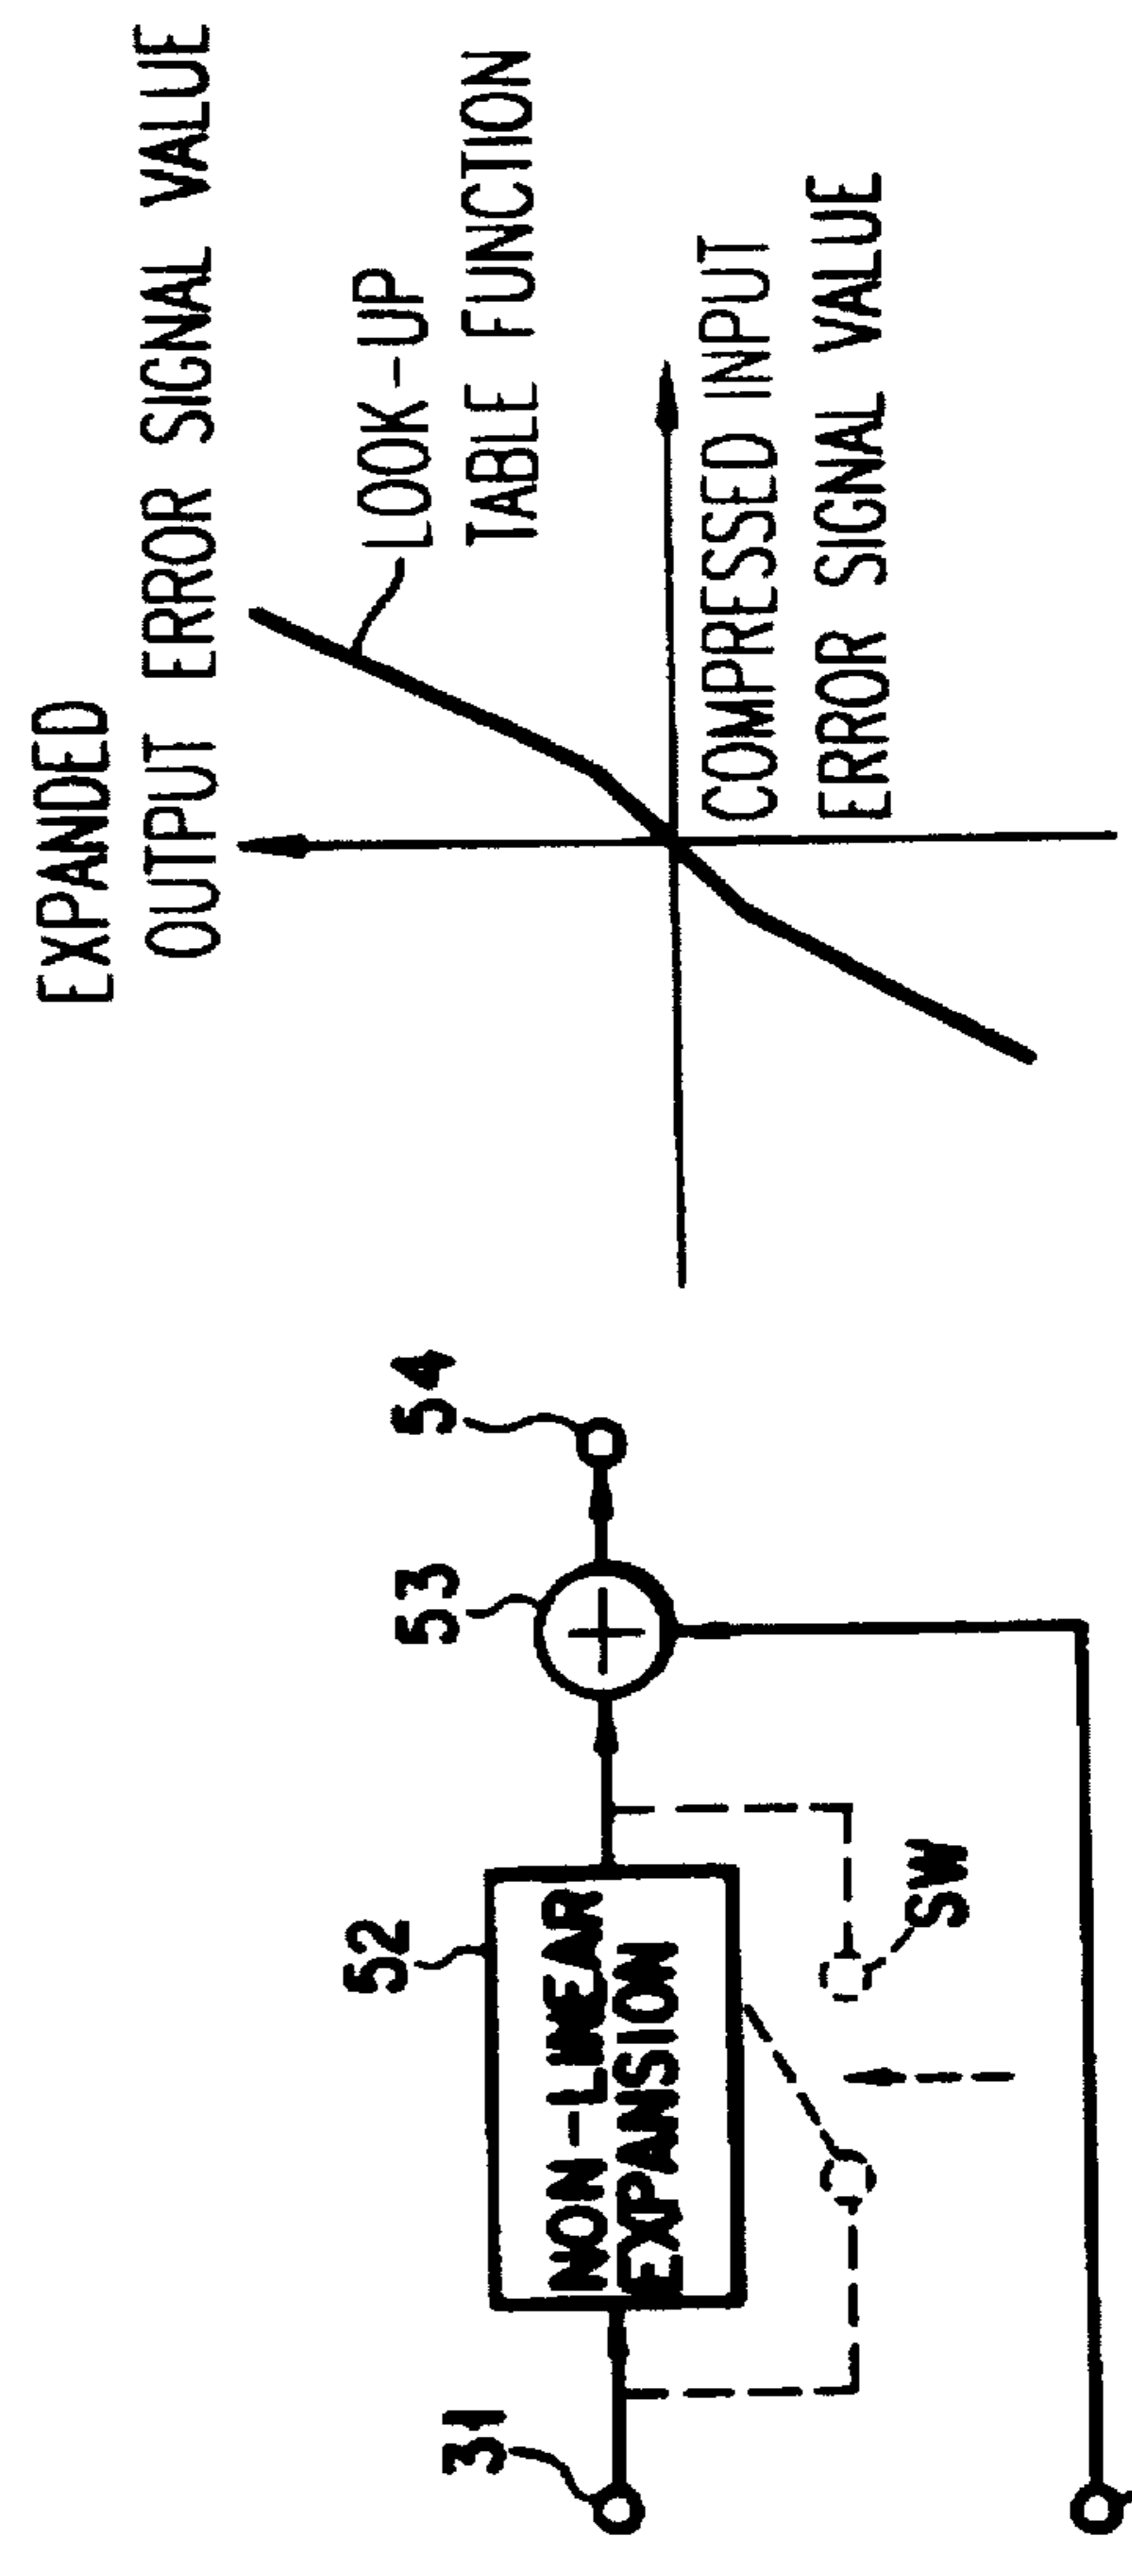 EXPANDED
OUTPUT ERROR SIGNAL VALUE
LOOK-UP
TABLE FUNCTION
COMPRESSED INPUT
ERROR SIGNAL VALUE
31
52
NON-LINEAR
EXPANSION
SW
53
54